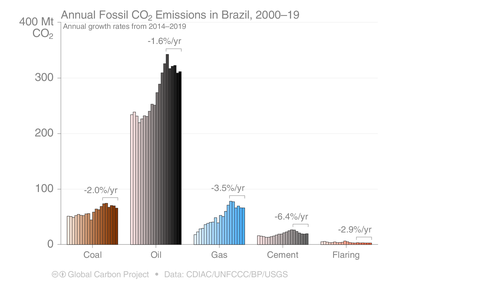 Annual Fossil CO₂ Emissions in Brazil, 2000–19
Annual growth rates from 2014–2019
400 Mt
CO₂
300
200
100
0
-2.0%/yr
-1.6%/yr
-3.5%/yr
-6.4%/yr
-2.9%/yr
Coal
Oil
Gas
Cement
Flaring
Global Carbon Project • Data: CDIAC/UNFCCC/BP/USGS